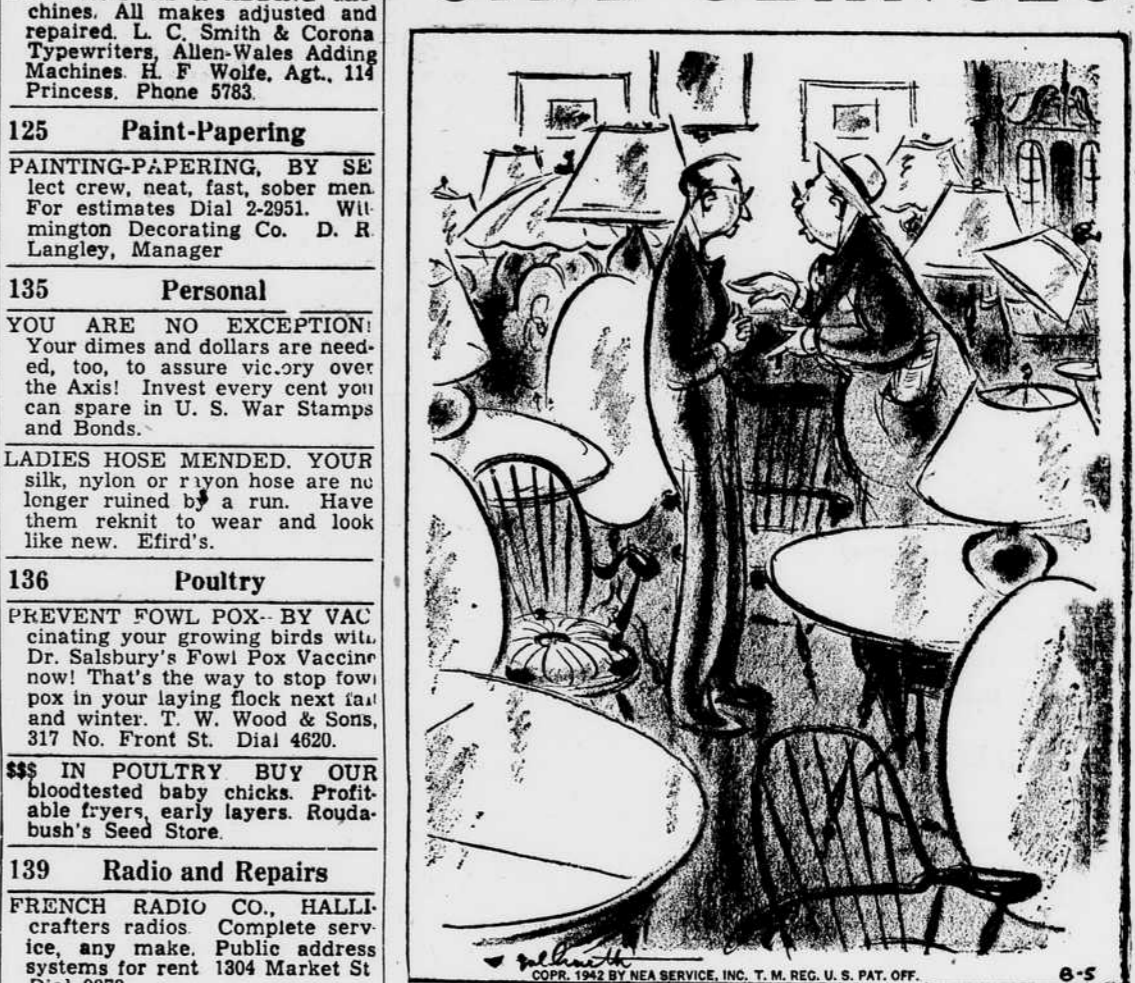 chines. All makes adjusted and
repaired. L. C. Smith & Corona
Typewriters, Allen-Wales Adding
Machines. H. F Wolfe, Agt., 114
Princess. Phone 5783.
125 Paint-Papering
PAINTING-PAPERING, BY SE
lect crew, neat, fast, sober men.
For estimates Dial 2-2951. Wil-
mington Decorating Co. D. R.
Langley, Manager
135 Personal
YOU ARE NO EXCEPTION!
Your dimes and dollars are need-
ed, too, to assure vic.ory over
the Axis! Invest every cent you
can spare in U. S. War Stamps
and Bonds.
LADIES HOSE MENDED. YOUR
silk, nylon or rayon hose are no
longer ruined by a run. Have
them reknit to wear and look
like new. Efird's.
136 Poultry
PREVENT FOWL POX-- BY VAC
cinating your growing birds with
Dr. Salsbury's Fowl Pox Vaccine
now! That's the way to stop fowl
pox in your laying flock next fall
and winter. T. W. Wood & Sons,
317 No. Front St. Dial 4620.
$$$ IN POULTRY BUY OUR
bloodtested baby chicks. Profit-
able fryers, early layers. Rouda-
bush's Seed Store.
139 Radio and Repairs
FRENCH RADIO CO., HALLI-
crafters radios. Complete serv-
ice, any make. Public address
systems for rent 1304 Market St
Galbraith
COPR. 1942 BY NEA SERVICE, INC. T. M. REG. U. S. PAT. OFF.
8-5